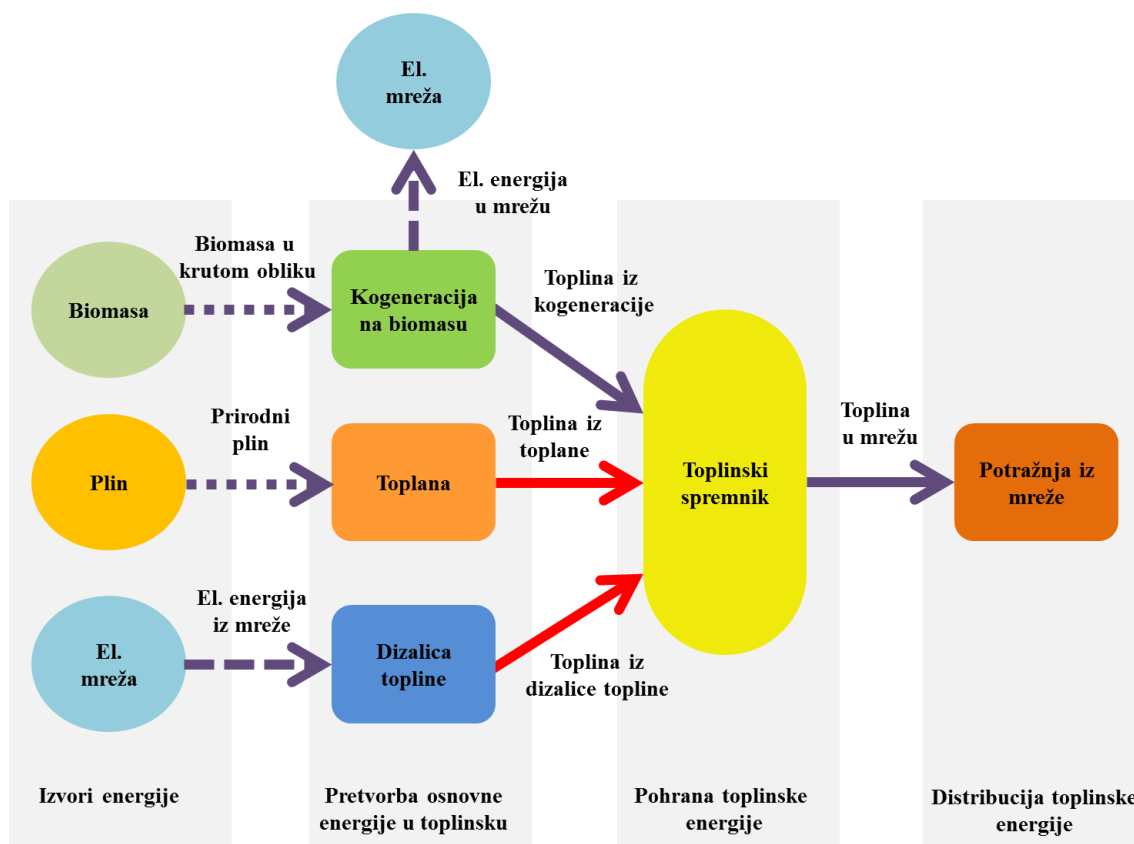 El.
mreža
El. energija
u mrežu
Biomasa u
krutom obliku
Biomasa
Kogeneracija
na biomasu
Toplina iz
kogeneracije
Prirodni
plin
Plin
Toplana
Toplina iz
toplane
Toplinski
spremnik
Toplina
u mrežu
Potražnja iz
mreže
El. energija
iz mreže
El.
mreža
Dizalica
topline
Toplina iz
dizalice topline
Izvori energije
Pretvorba osnovne
energije u toplinsku
Pohrana toplinske
energije
Distribucija toplinske
energije